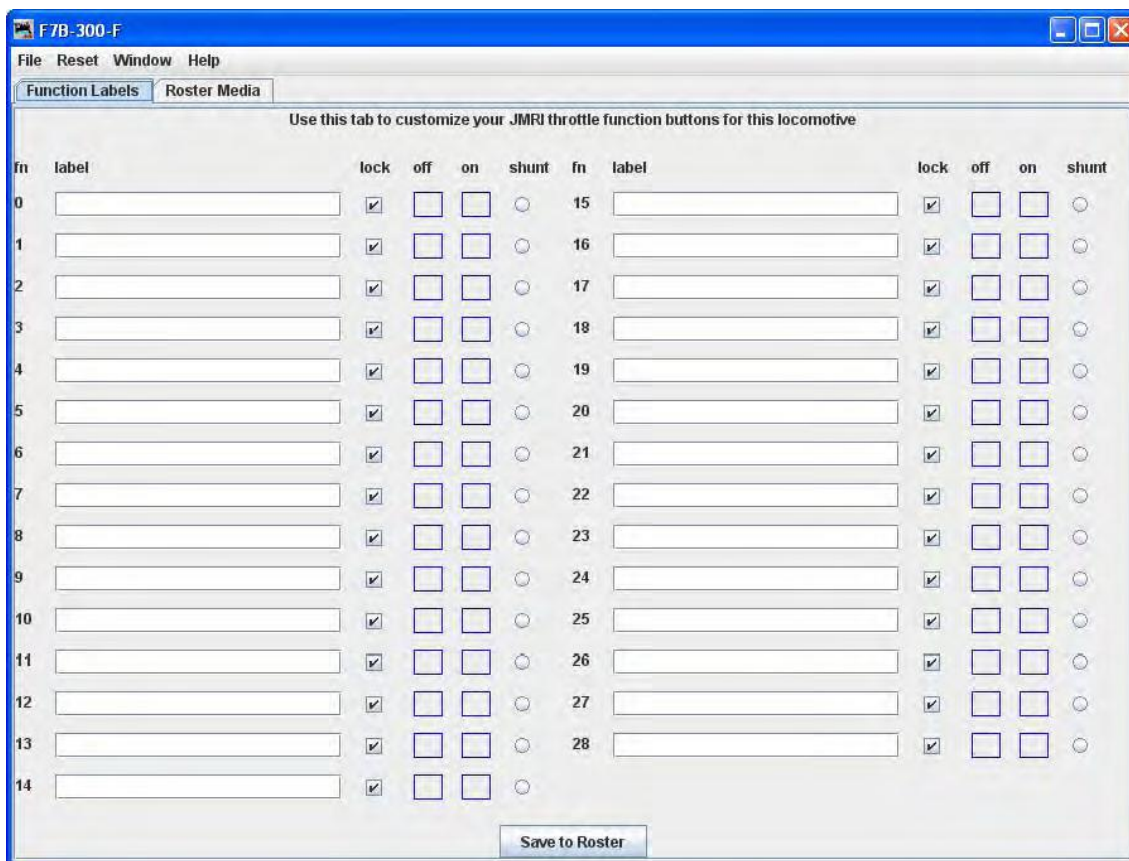 F7B-300-F
File Reset Window Help
Function Labels Roster Media
Use this tab to customize your JMRI throttle function buttons for this locomotive
fn label lock off on shunt fn label lock off on shunt
0 15
1 16
2 17
3 18
4 19
5 20
6 21
7 22
8 23
9 24
10 25
11 26
12 27
13 28
14
Save to Roster